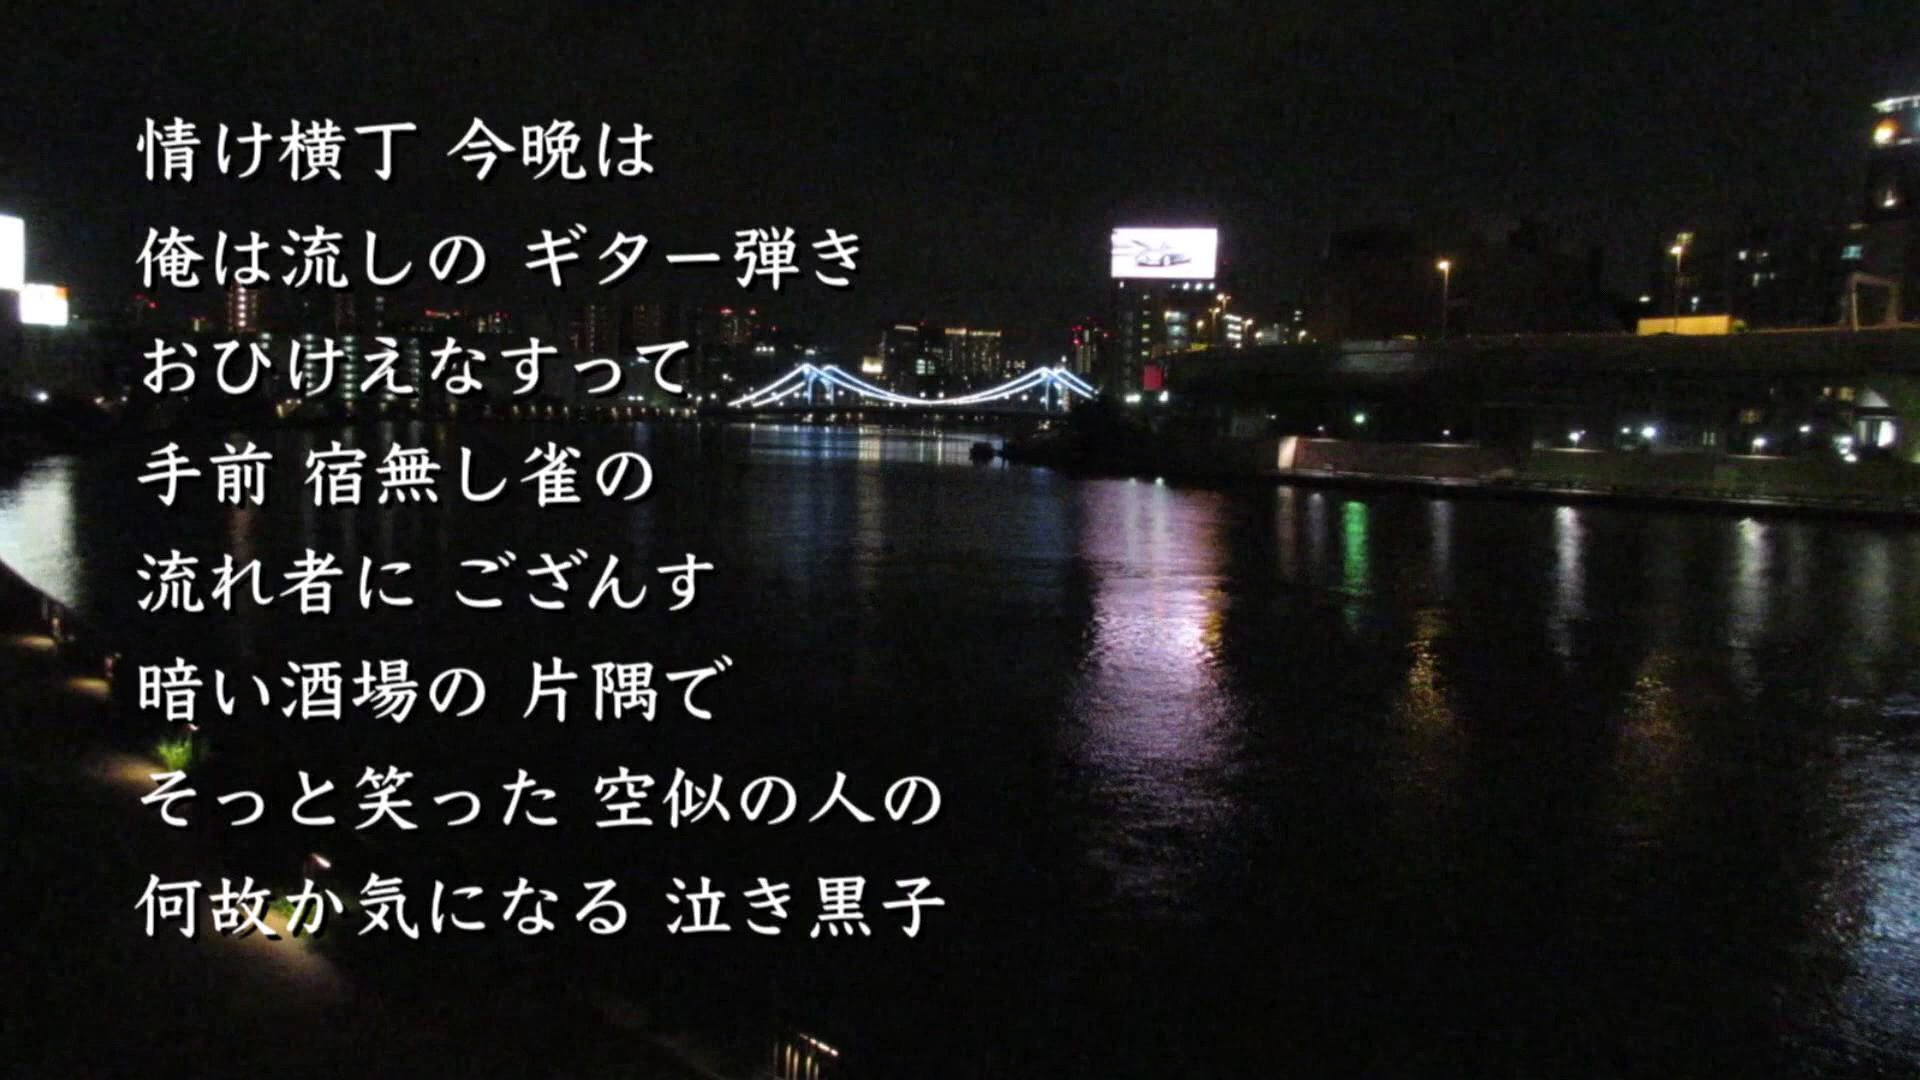 情け横丁 今晩は
俺は流しの ギター弾き
おひけえなすって
手前 宿無し雀の
流れ者に ござんす
暗い酒場の 片隅で
そっと笑った 空似の人の
何故か気になる 泣き黒子